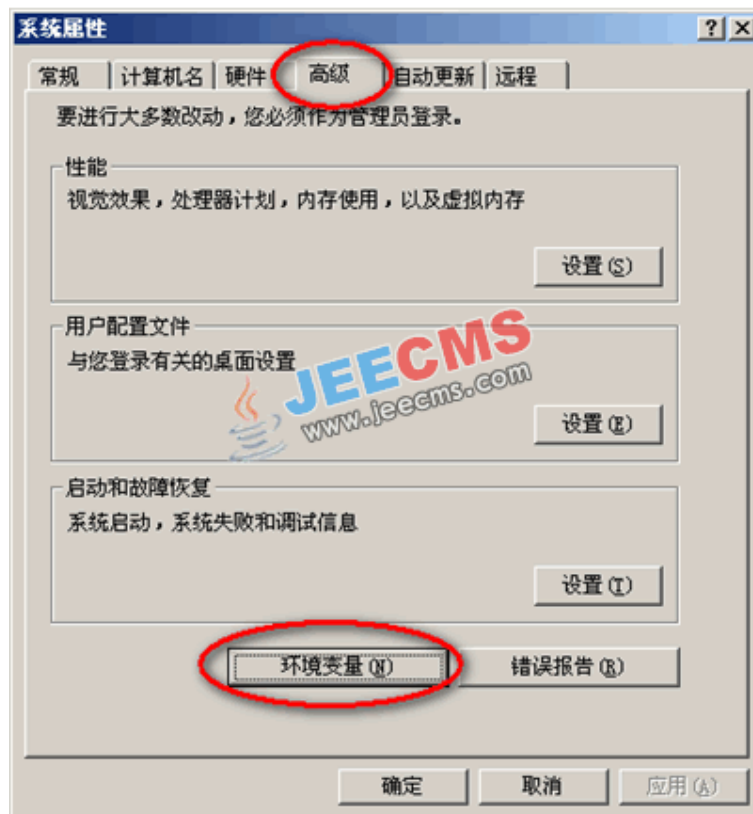 系统属性
常规 计算机名 硬件 高级 自动更新 远程
要进行大多数改动，您必须作为管理员登录。
性能
视觉效果，处理器计划，内存使用，以及虚拟内存
设置(S)
用户配置文件
与您登录有关的桌面设置
JEECMS
www.jeecms.com
设置(E)
启动和故障恢复
系统启动，系统失败和调试信息
设置(T)
环境变量(N) 错误报告(R)
确定 取消 应用(A)